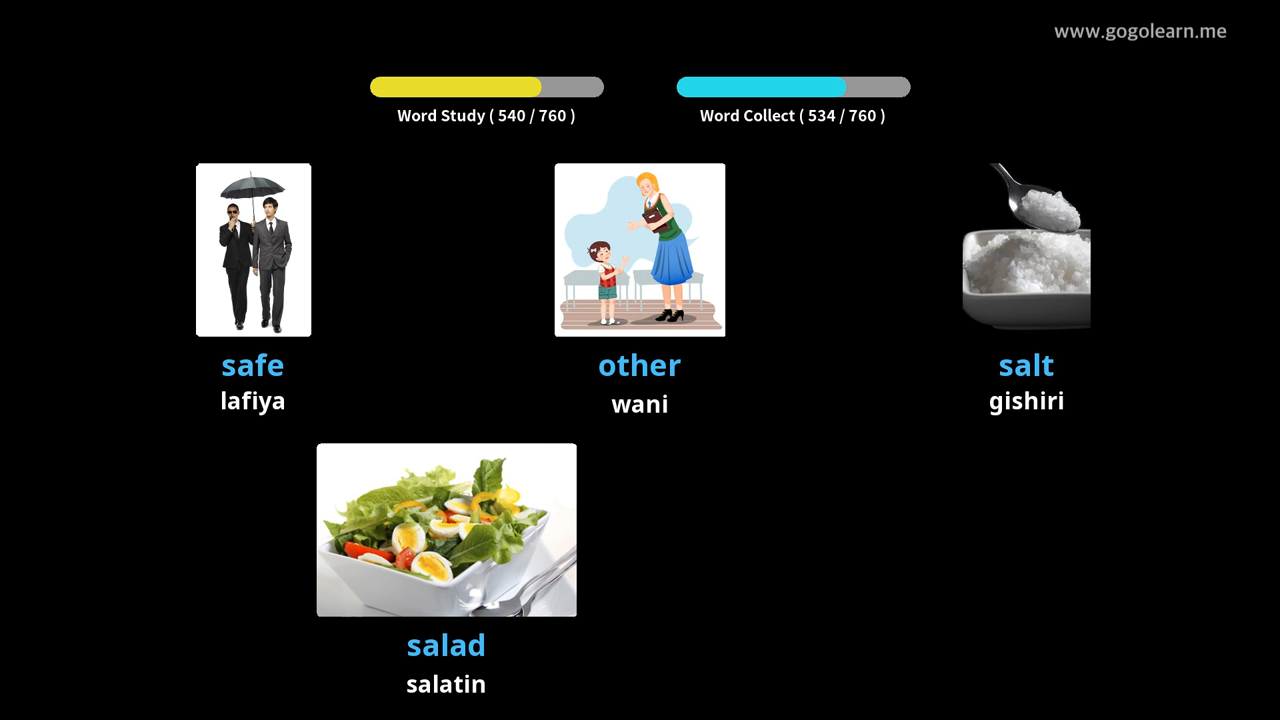 www.gogolearn.me
Word Study ( 540 / 760 )
Word Collect ( 534 / 760 )
safe
lafiya
other
wani
salt
gishiri
salad
salatin